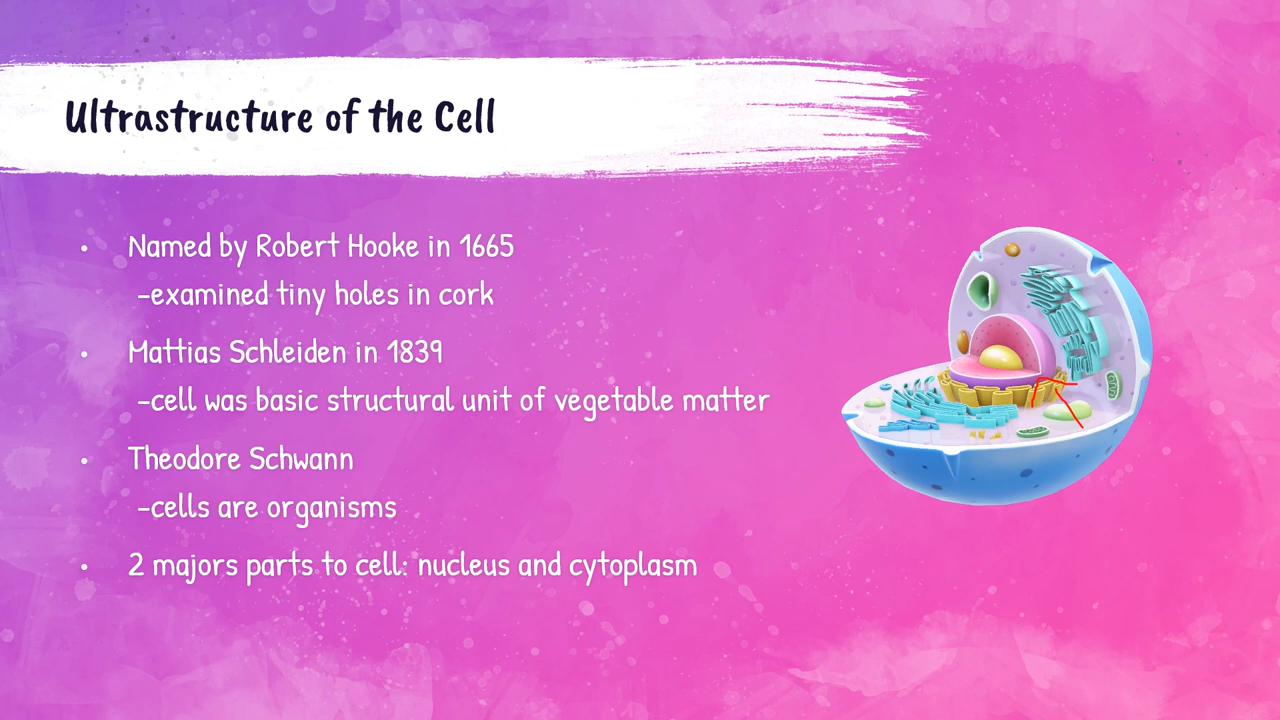 Ultrastructure of the Cell
• Named by Robert Hooke in 1665
-examined tiny holes in cork
• Mattias Schleiden in 1839
-cell was basic structural unit of vegetable matter
• Theodore Schwann
-cells are organisms
• 2 majors parts to cell: nucleus and cytoplasm